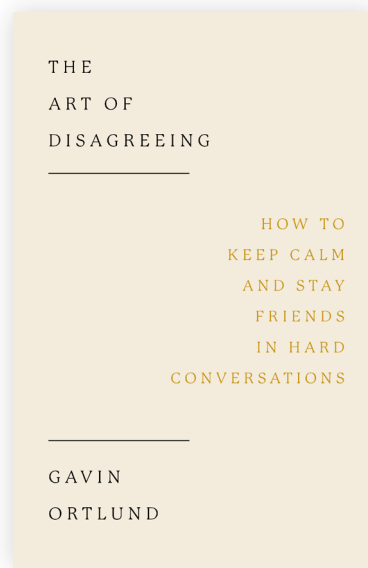 THE
ART OF
DISAGREEING
HOW TO
KEEP CALM
AND STAY
FRIENDS
IN HARD
CONVERSATIONS
GAVIN
ORTLUND